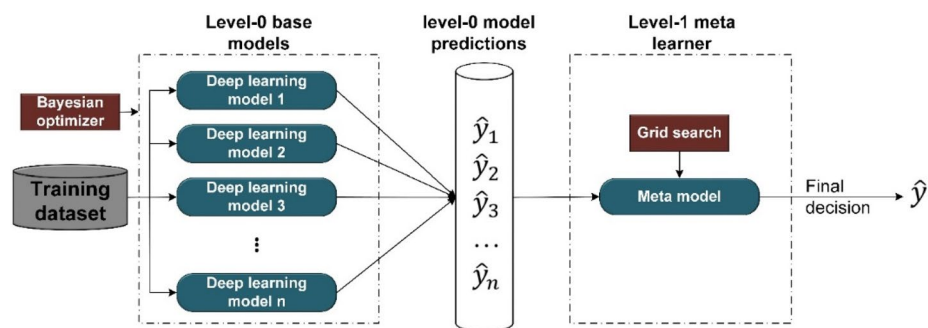 Level-0 base
models
level-0 model
predictions
Level-1 meta
learner
Bayesian
optimizer
Training
dataset
Deep learning
model 1
Deep learning
model 2
Deep learning
model 3
⋮
Deep learning
model n
ŷ₁
ŷ₂
ŷ₃
...
ŷₙ
Grid search
Meta model
Final
decision
ŷ